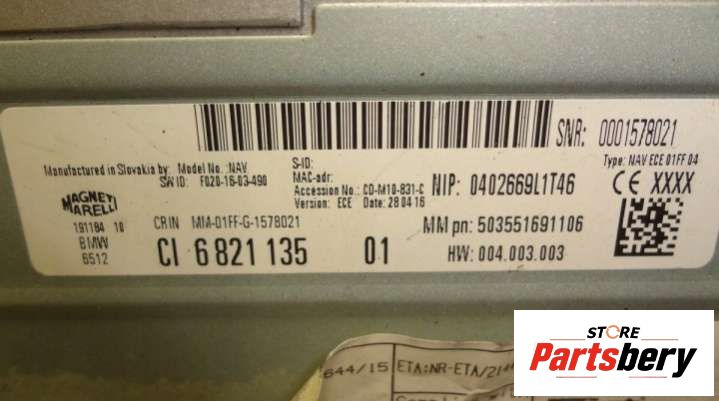 SNR: 0001578021
Manufactured in Slovakia by: Model No.: NAV
SW ID: F020-16-03-490
S-ID:
MAC-adr:
Accession No.: CD-M10-831-C
Version: ECE Date: 28 04 16
NIP: 0402669L1T46
Type: NAV ECE 01FF 04
CE XXXX
MAGNETI
MARELLI
191184 10
BMW
6512
CRIN MM-01FF-G-1578021
CI 6 821 135 01
MM pn: 503551691106
HW: 004.003.003
644/15
ETA:NR-ETA/
STORE
Partsbery